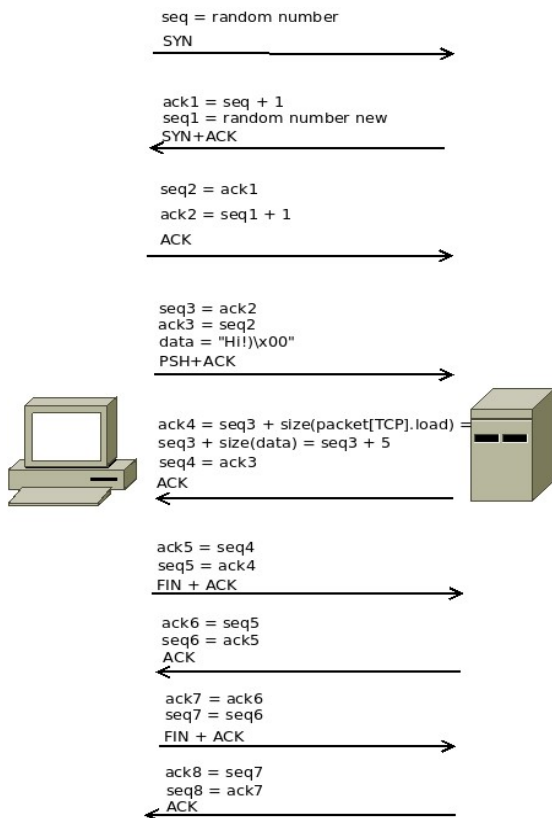 seq = random number
SYN
ack1 = seq + 1
seq1 = random number new
SYN+ACK
seq2 = ack1
ack2 = seq1 + 1
ACK
seq3 = ack2
ack3 = seq2
data = "Hi!)\x00"
PSH+ACK
ack4 = seq3 + size(packet[TCP].load) =
seq3 + size(data) = seq3 + 5
seq4 = ack3
ACK
ack5 = seq4
seq5 = ack4
FIN + ACK
ack6 = seq5
seq6 = ack5
ACK
ack7 = ack6
seq7 = seq6
FIN + ACK
ack8 = seq7
seq8 = ack7
ACK